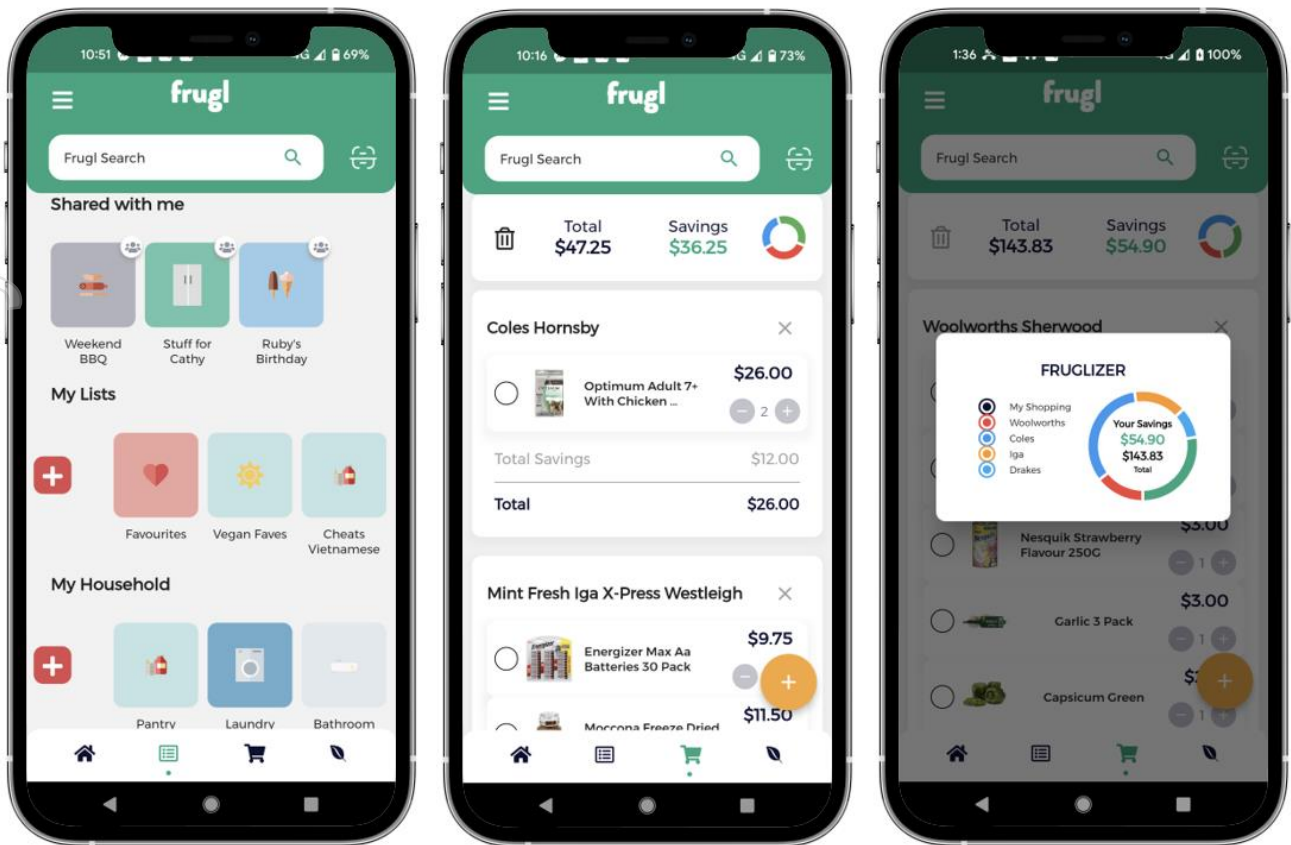 10:51
4G 69%
frugl
Frugl Search
Shared with me
Weekend BBQ
Stuff for Cathy
Ruby's Birthday
My Lists
Favourites
Vegan Faves
Cheats Vietnamese
My Household
Pantry
Laundry
Bathroom
10:16
4G 73%
frugl
Frugl Search
Total
$47.25
Savings
$36.25
Coles Hornsby
Optimum Adult 7+
With Chicken ...
$26.00
2
Total Savings $12.00
Total $26.00
Mint Fresh Iga X-Press Westleigh
Energizer Max Aa
Batteries 30 Pack
$9.75
Moccona Freeze Dried
$11.50
1:36
4G 100%
frugl
Frugl Search
Total
$143.83
Savings
$54.90
Woolworths Sherwood
FRUGLIZER
My Shopping
Woolworths
Coles
Iga
Drakes
Your Savings
$54.90
$143.83
Total
Nesquik Strawberry
Flavour 250G
$3.00
1
Garlic 3 Pack
$3.00
1
Capsicum Green
1